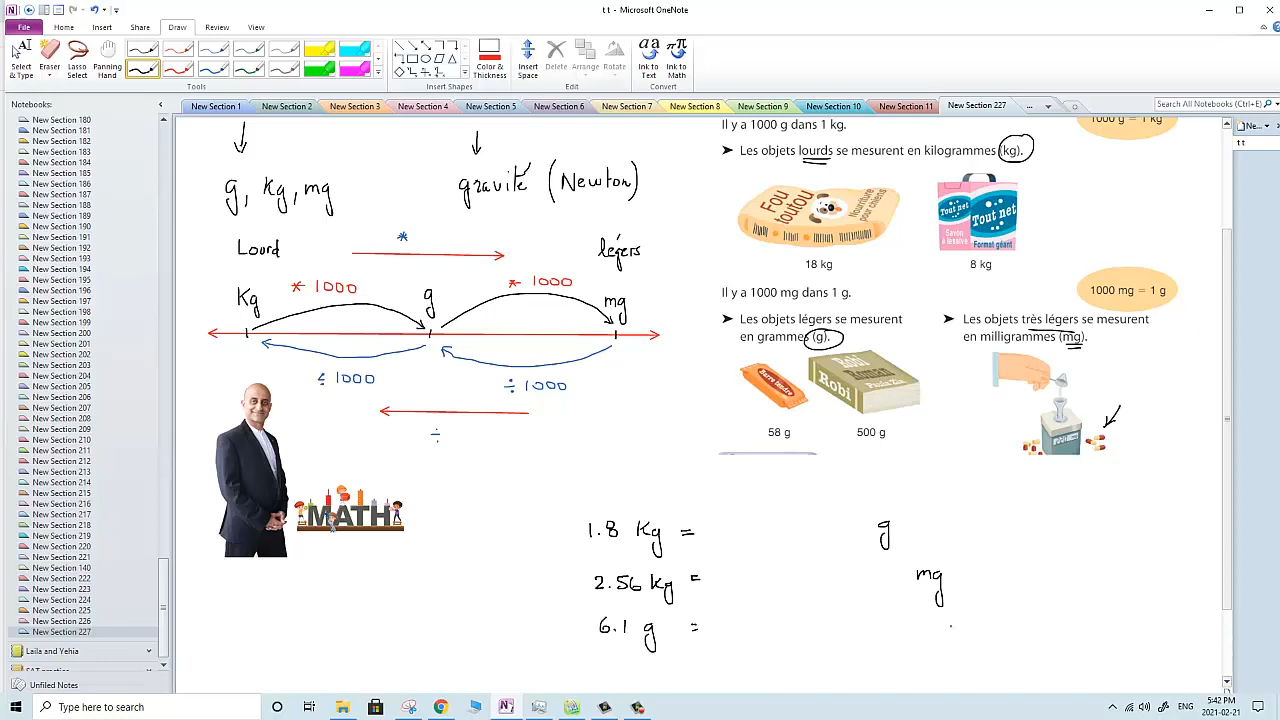 t t - Microsoft OneNote
File Home Insert Share Draw Review View
Select & Type
Eraser
Lasso Select
Panning Hand
Color & Thickness
Insert Space
Delete
Arrange
Rotate
Ink to Text
Ink to Math
Tools
Insert Shapes
Edit
Convert
Notebooks:
New Section 1 New Section 2 New Section 3 New Section 4 New Section 5 New Section 6 New Section 7 New Section 8 New Section 9 New Section 10 New Section 11 New Section 227 ...
Search All Notebooks (Ctrl+E)
Ne...
t t
New Section 180
New Section 181
New Section 182
New Section 183
New Section 185
New Section 186
New Section 187
New Section 188
New Section 189
New Section 190
New Section 191
New Section 192
New Section 193
New Section 194
New Section 195
New Section 196
New Section 197
New Section 198
New Section 199
New Section 200
New Section 201
New Section 202
New Section 203
New Section 204
New Section 205
New Section 206
New Section 207
New Section 208
New Section 209
New Section 210
New Section 211
New Section 212
New Section 213
New Section 214
New Section 215
New Section 216
New Section 217
New Section 218
New Section 219
New Section 220
New Section 221
New Section 140
New Section 222
New Section 223
New Section 224
New Section 225
New Section 226
New Section 227
Laila and Yehia
SAT practice
Unfiled Notes
g, Kg, mg
gravité (Newton)
Lourd * légers
* 1000 * 1000
Kg g mg
÷ 1000 ÷ 1000
÷
MATH
Il y a 1000 g dans 1 kg.
1000 g = 1 kg
➤ Les objets lourds se mesurent en kilogrammes (kg).
Fou toutou
Nourriture pour chiens
Tout net
Tout net
Savon à lessive
Format géant
18 kg
8 kg
Il y a 1000 mg dans 1 g.
1000 mg = 1 g
➤ Les objets légers se mesurent
en grammes (g).
➤ Les objets très légers se mesurent
en milligrammes (mg).
Barre tendre
Robi
Roman
Robi
58 g
500 g
1.8 Kg = g
2.56 kg = mg
6.1 g =
Type here to search
ENG
5:42 PM
2021-02-21